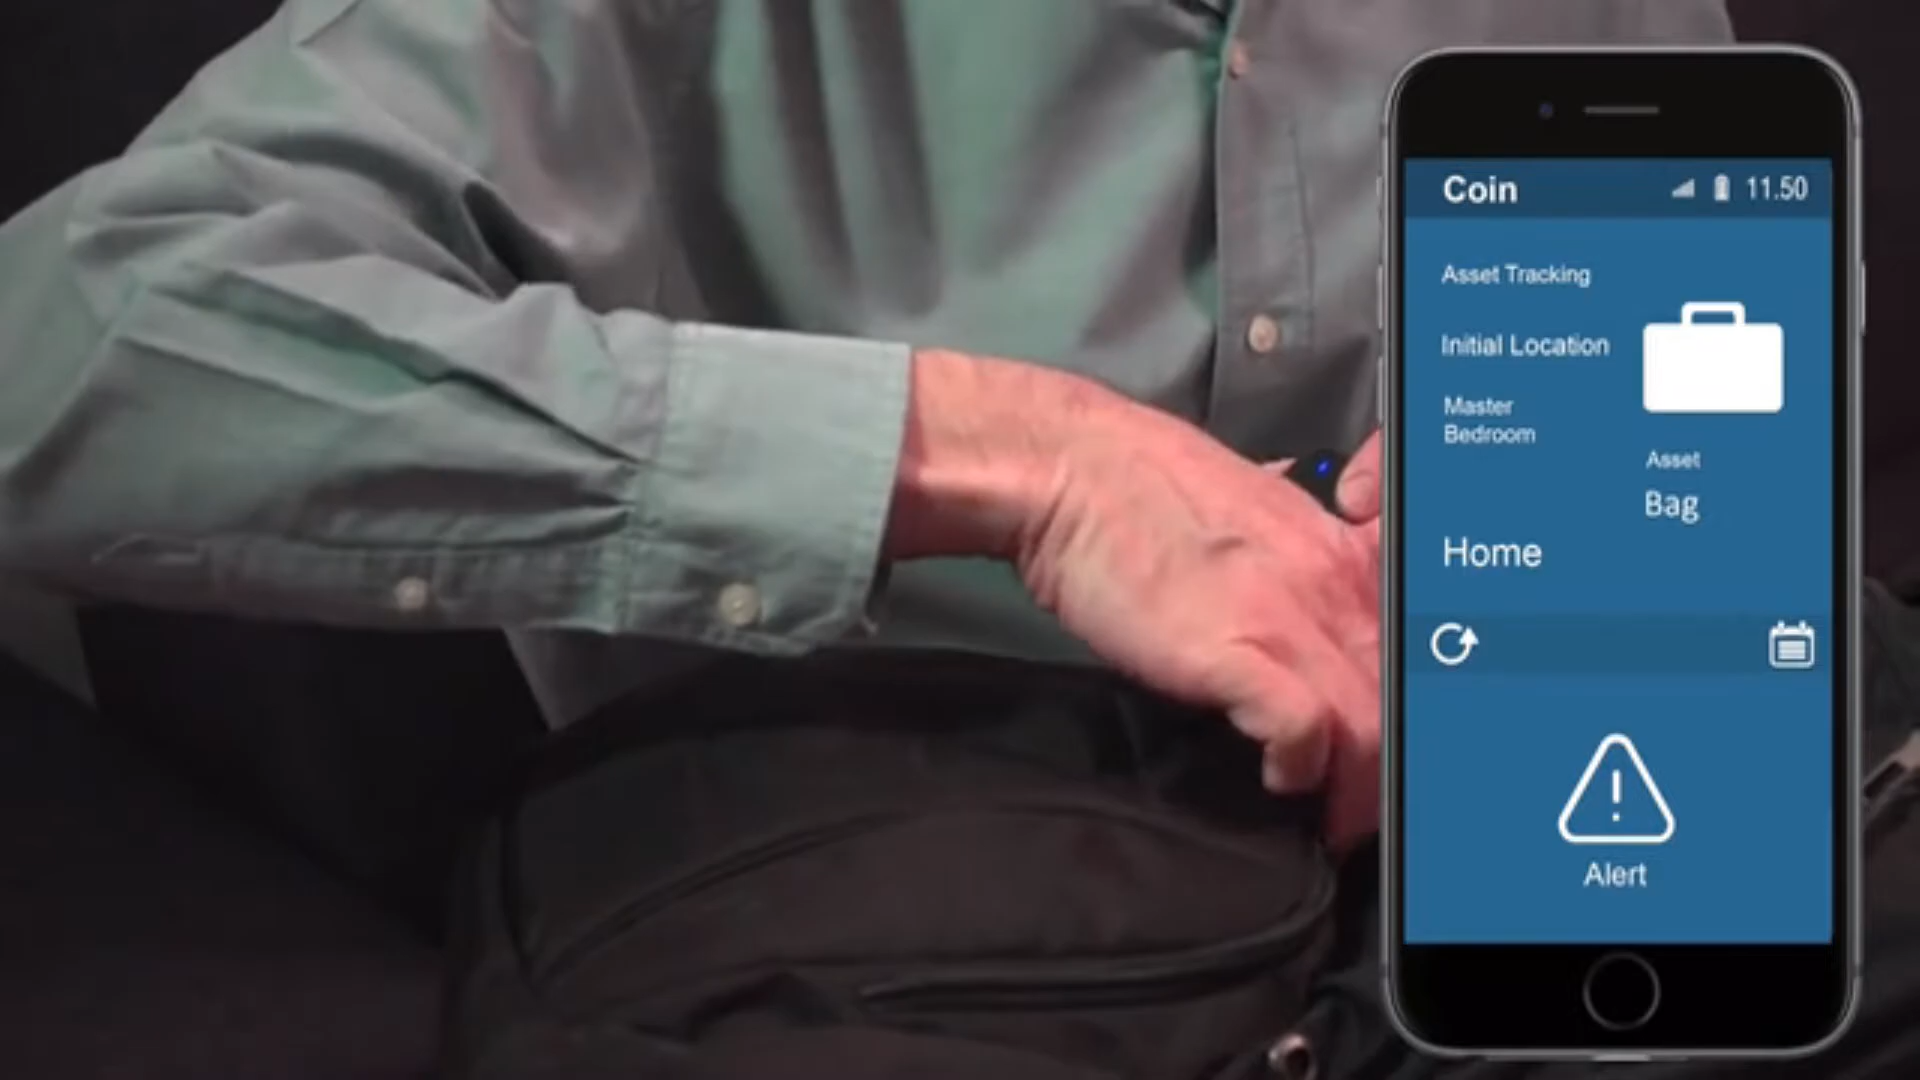 Coin 11.50
Asset Tracking
Initial Location
Master
Bedroom
Asset
Bag
Home
Alert